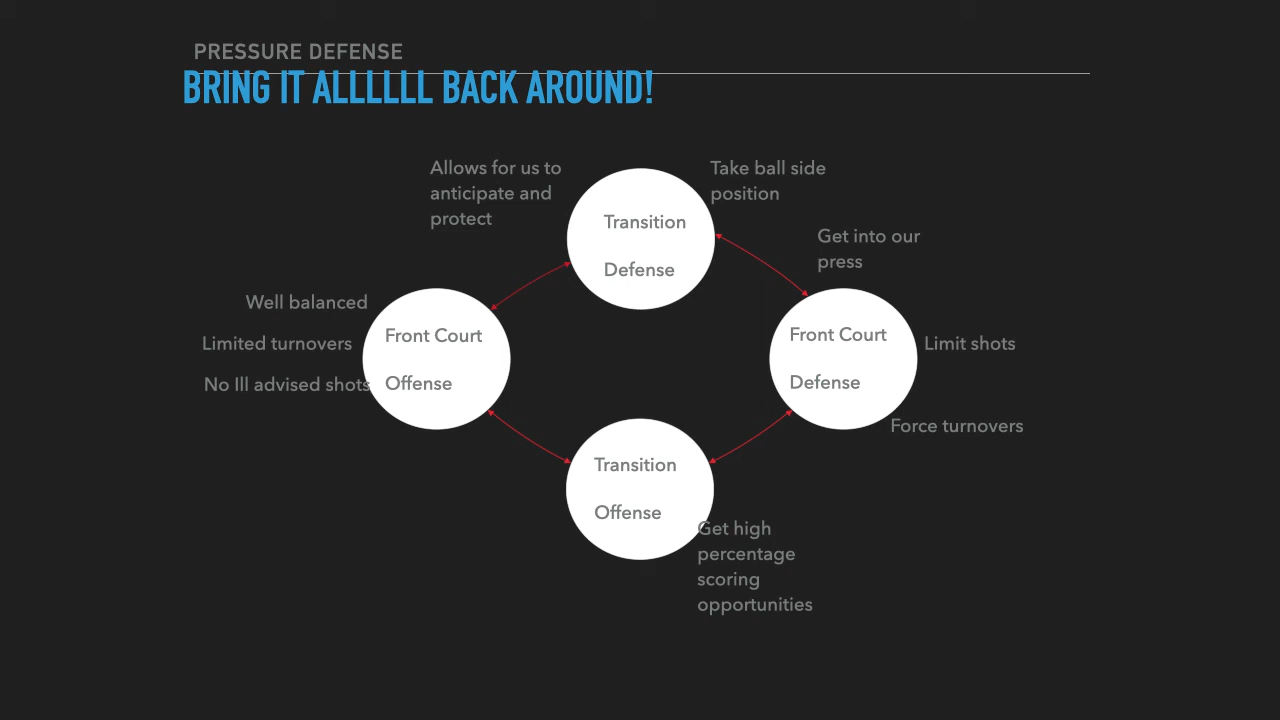 PRESSURE DEFENSE
BRING IT ALLLLLL BACK AROUND!
Allows for us to
anticipate and
protect
Transition
Defense
Take ball side
position
Get into our
press
Well balanced
Limited turnovers
No Ill advised shots
Front Court
Offense
Front Court
Defense
Limit shots
Force turnovers
Transition
Offense
Get high
percentage
scoring
opportunities